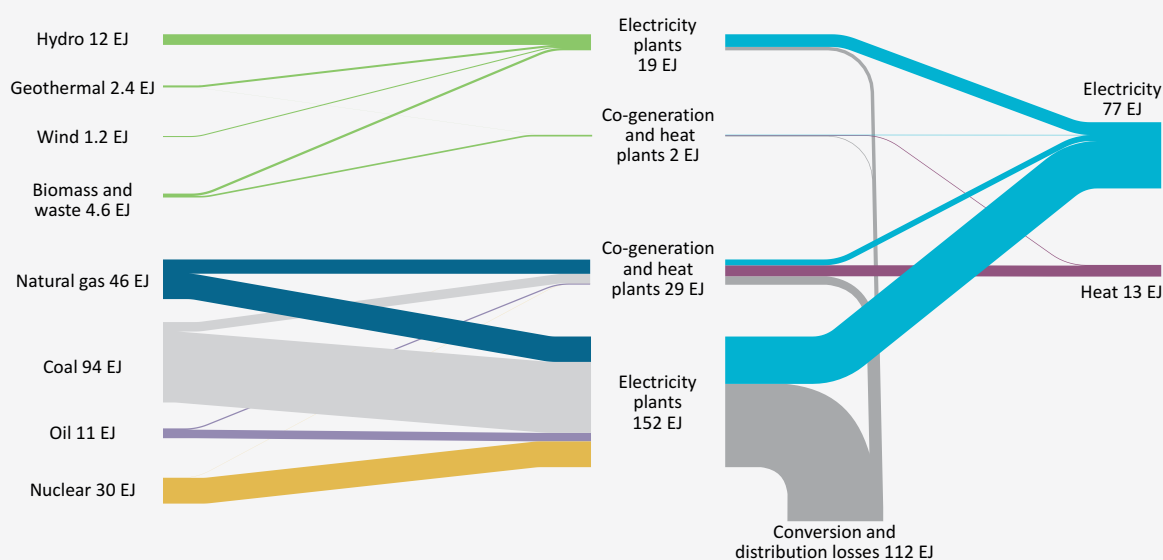 Hydro 12 EJ
Geothermal 2.4 EJ
Wind 1.2 EJ
Biomass and
waste 4.6 EJ
Natural gas 46 EJ
Coal 94 EJ
Oil 11 EJ
Nuclear 30 EJ
Electricity
plants
19 EJ
Co-generation
and heat
plants 2 EJ
Co-generation
and heat
plants 29 EJ
Electricity
plants
152 EJ
Electricity
77 EJ
Heat 13 EJ
Conversion and
distribution losses 112 EJ